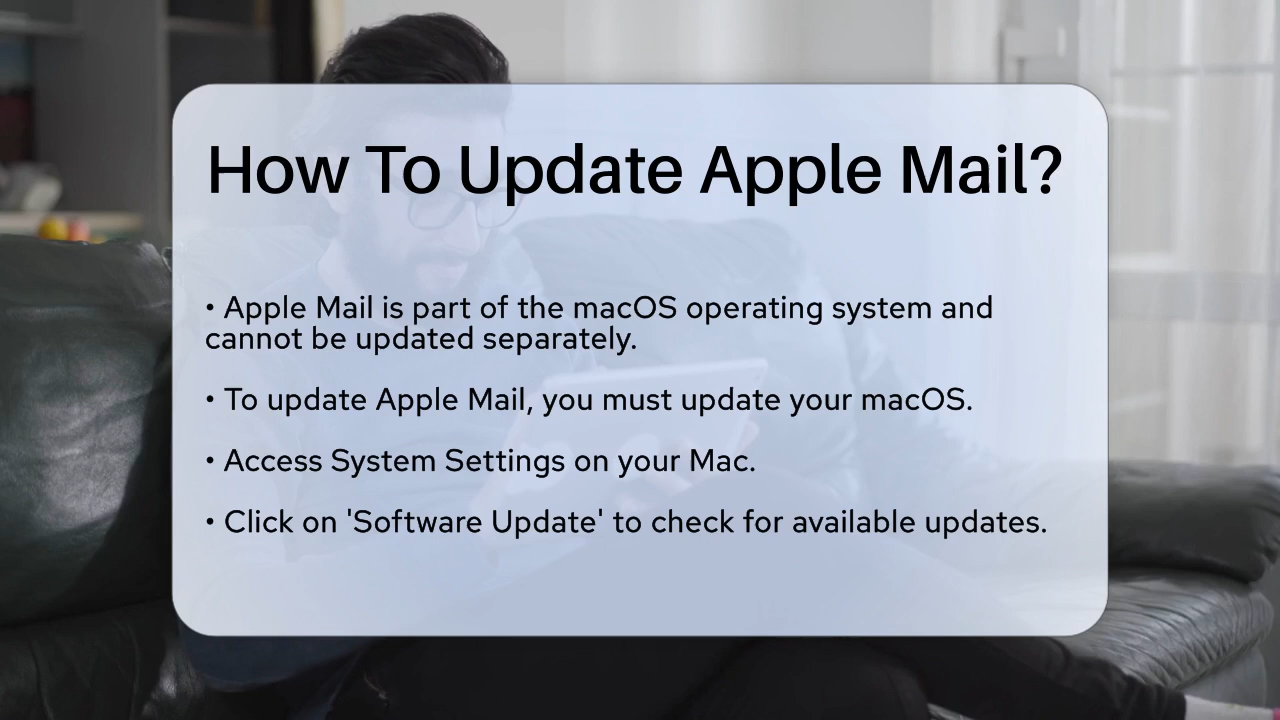 How To Update Apple Mail?
• Apple Mail is part of the macOS operating system and
cannot be updated separately.
• To update Apple Mail, you must update your macOS.
• Access System Settings on your Mac.
• Click on 'Software Update' to check for available updates.